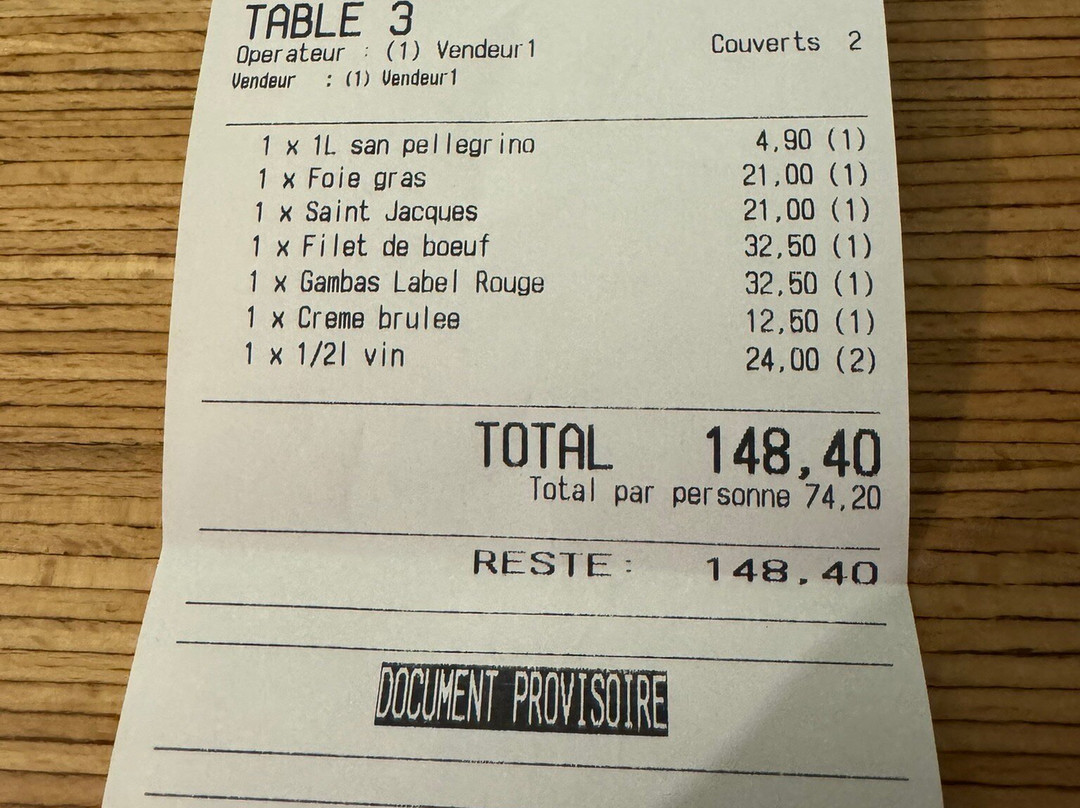 TABLE 3
Operateur : (1) Vendeur1 Couverts 2
Vendeur : (1) Vendeur1
1 x 1L san pellegrino 4,90 (1)
1 x Foie gras 21,00 (1)
1 x Saint Jacques 21,00 (1)
1 x Filet de boeuf 32,50 (1)
1 x Gambas Label Rouge 32,50 (1)
1 x Creme brulee 12,50 (1)
1 x 1/2l vin 24,00 (2)
TOTAL 148,40
Total par personne 74,20
RESTE : 148,40
DOCUMENT PROVISOIRE